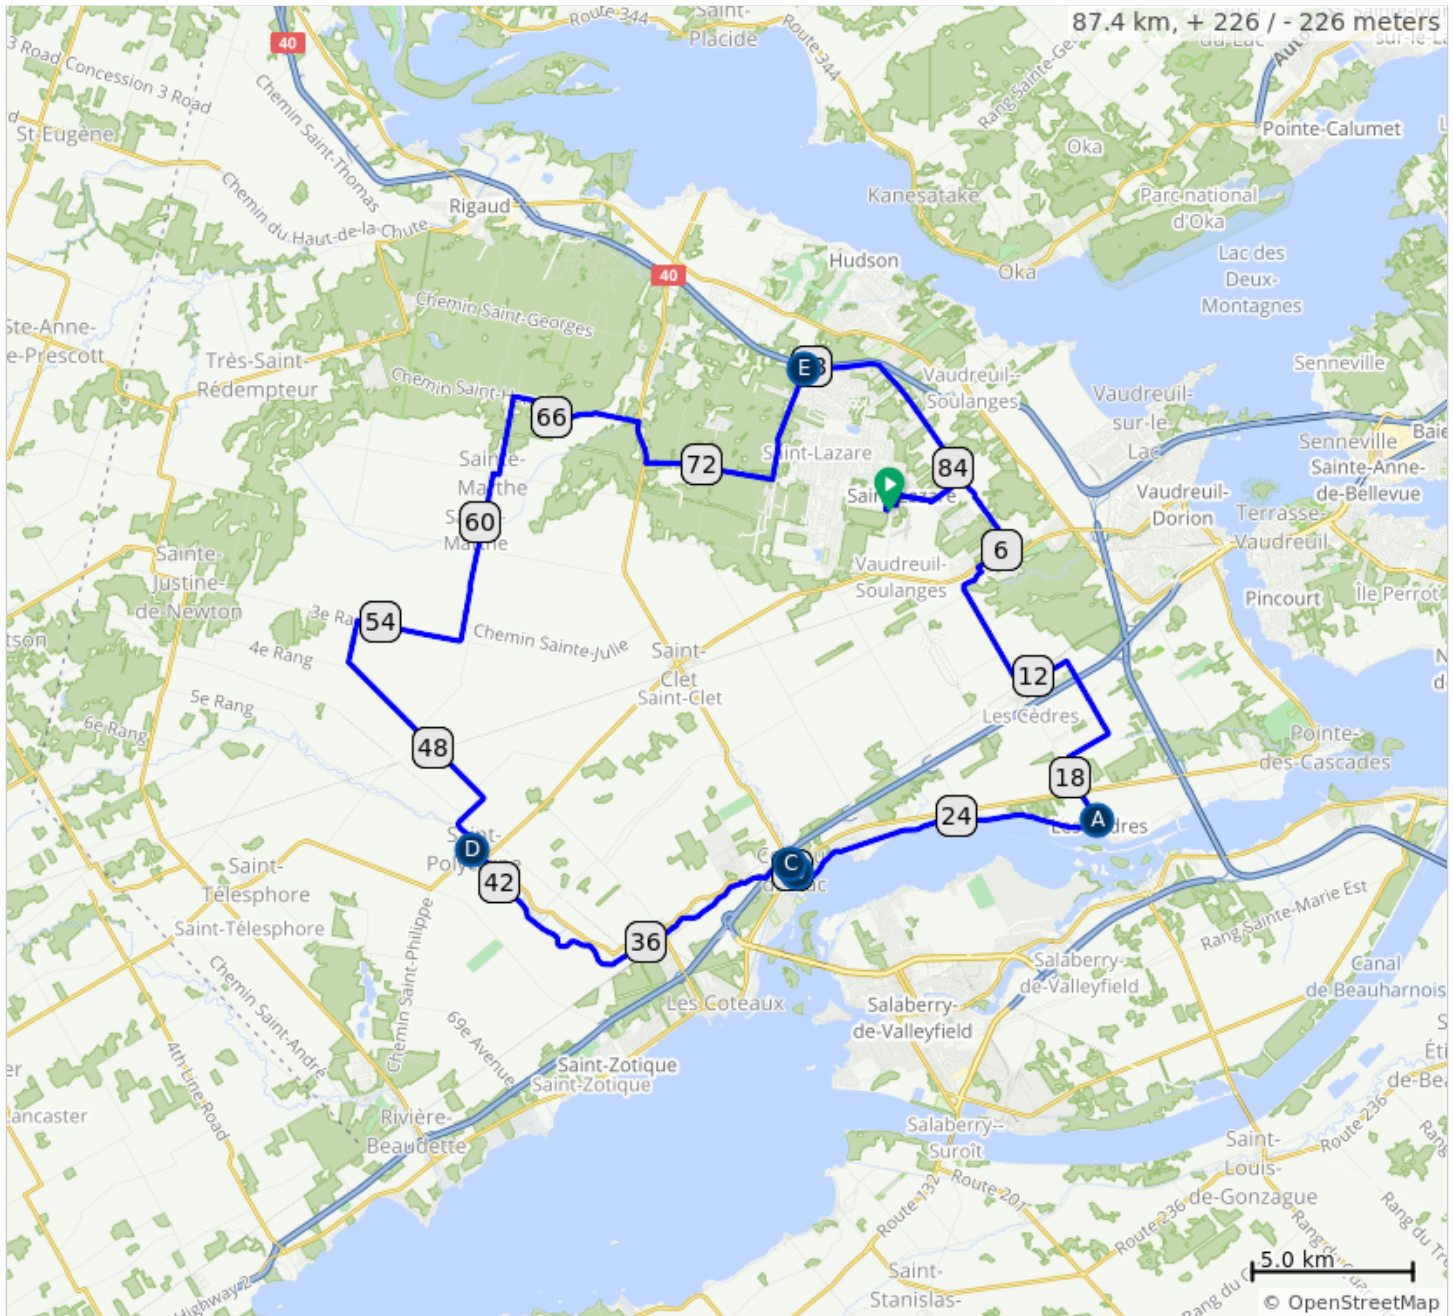 87.4 km, + 226 / - 226 meters
Route 344
Saint-
Placide
40
3 Road Concession 3 Road
Route 344
Rang Sainte-
St-Eugène
Chemin Saint-Thomas
Pointe-Calumet
Oka
Kanesatake
Parc national
d'Oka
Chemin du Haut-de-la-Chute
Rigaud
Hudson
Oka
Lac des
Deux-
Montagnes
40
Chemin Saint-Georges
Ste-Anne-
e-Prescott
Très-Saint-
Rédempteur
Senneville
E
Vaudreuil--
Soulanges
Vaudreuil-
sur-le-
Lac
66
Senneville
Baie
Saint-Lazare
72
84
Sainte-
Marthe
Sainte-Anne-
de-Bellevue
Vaudreuil-
Dorion
60
Terrasse-
Vaudreuil
6
Sainte-
Justine-
de Newton
Vaudreuil-
Soulanges
Pincourt
Île Perrot
54
4e Rang
Chemin Sainte-Julie
Saint-
Clet
Saint-Clet
12
5e Rang
6e Rang
Les Cèdres
Pointe-
des-Cascades
48
18
24
A
D
C
42
Saint-
Télesphore
Saint-Télesphore
Chemin Saint-Philippe
36
Rang Sainte-Marie Est
Salaberry-
de-Valleyfield
Canal
de Beauharnois
Chemin Saint-André
Les Coteaux
Salaberry-
de-Valleyfield
69e Avenue
4th Line Road
Saint-Zotique
Saint-Zotique
Rivière-
Beaudette
Salaberry--
Suroît
Route 236
Saint-
Louis-
de-Gonzague
Route 132
Route 201
Route 236
Saint-
Stanislas-
Highway 2
5.0 km
© OpenStreetMap